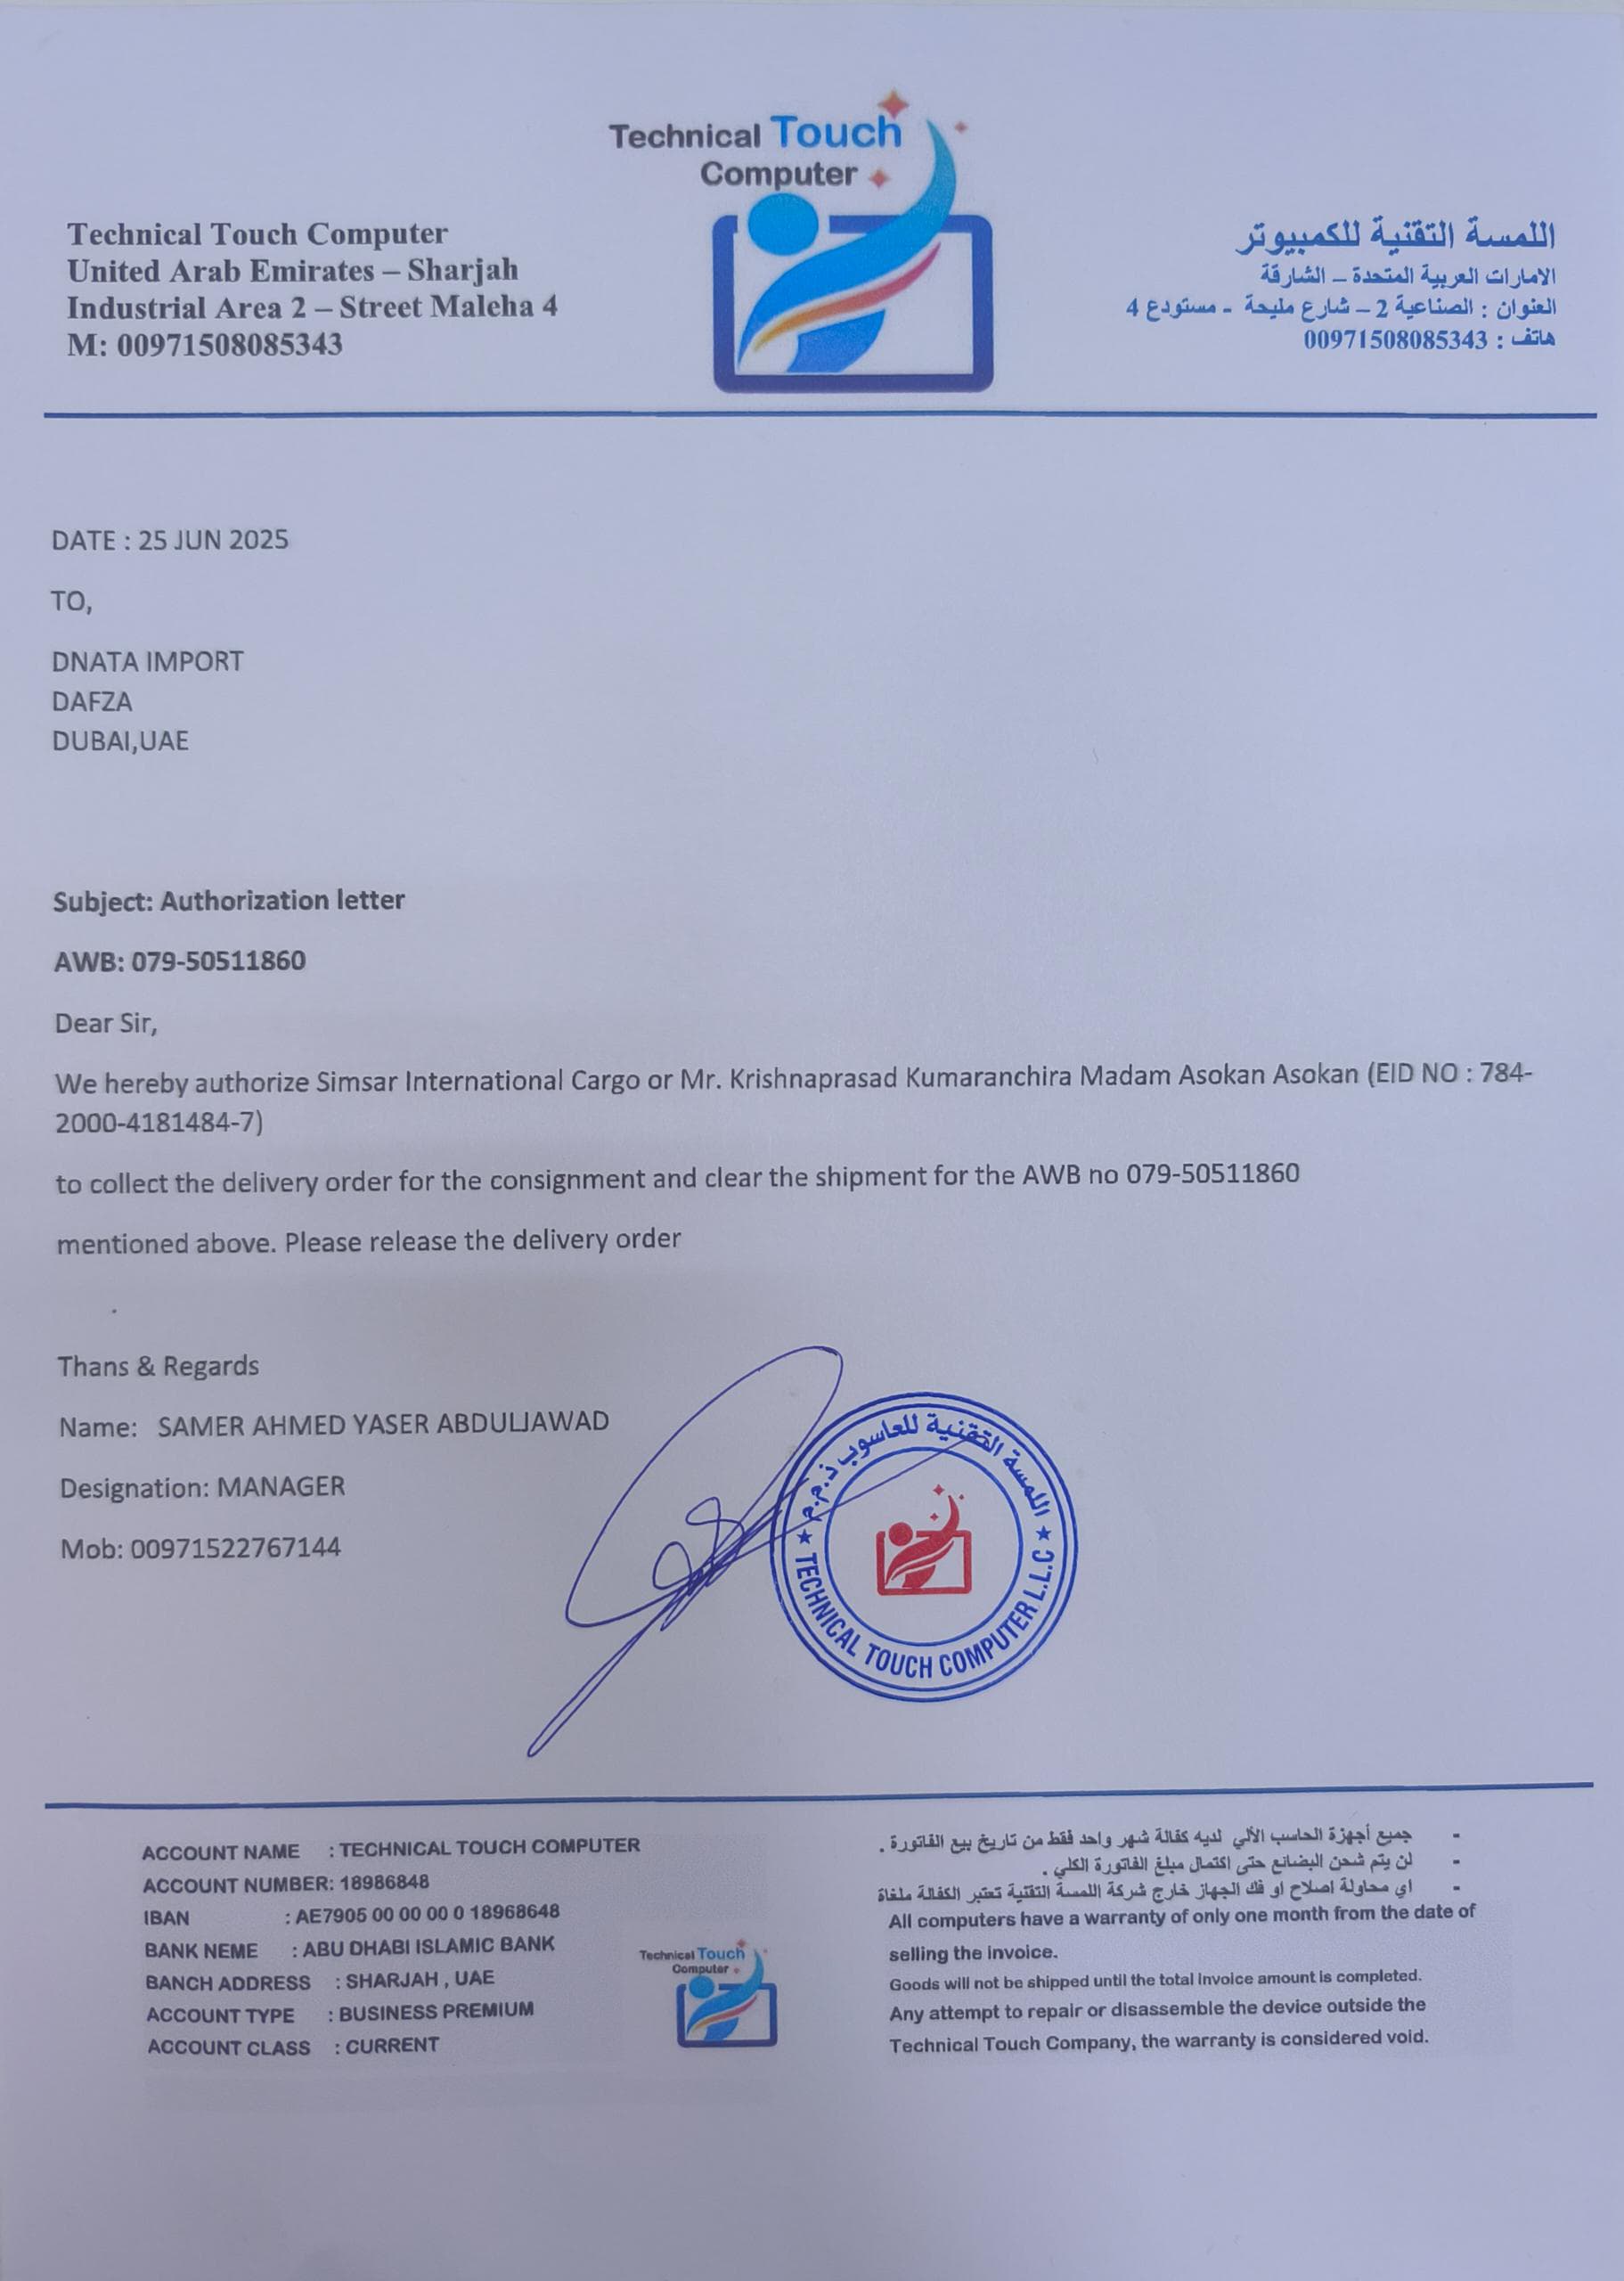 Technical Touch
Computer
Technical Touch Computer
United Arab Emirates – Sharjah
Industrial Area 2 – Street Maleha 4
M: 00971508085343
اللمسة التقنية للكمبيوتر
الامارات العربية المتحدة – الشارقة
العنوان : الصناعية 2 – شارع مليحة - مستودع 4
هاتف : 00971508085343
DATE : 25 JUN 2025
TO,
DNATA IMPORT
DAFZA
DUBAI,UAE
Subject: Authorization letter
AWB: 079-50511860
Dear Sir,
We hereby authorize Simsar International Cargo or Mr. Krishnaprasad Kumaranchira Madam Asokan Asokan (EID NO : 784-
2000-4181484-7)
to collect the delivery order for the consignment and clear the shipment for the AWB no 079-50511860
mentioned above. Please release the delivery order
.
Thans & Regards
Name: SAMER AHMED YASER ABDULJAWAD
Designation: MANAGER
Mob: 00971522767144
اللمسة التقنية للحاسوب ذ.م.م
TECHNICAL TOUCH COMPUTER L.L.C
ACCOUNT NAME : TECHNICAL TOUCH COMPUTER
ACCOUNT NUMBER: 18986848
IBAN : AE7905 00 00 00 0 18968648
BANK NEME : ABU DHABI ISLAMIC BANK
BANCH ADDRESS : SHARJAH , UAE
ACCOUNT TYPE : BUSINESS PREMIUM
ACCOUNT CLASS : CURRENT
Technical Touch
Computer
- جميع أجهزة الحاسب الألي لديه كفالة شهر واحد فقط من تاريخ بيع الفاتورة .
- لن يتم شحن البضائع حتى اكتمال مبلغ الفاتورة الكلي .
- اي محاولة اصلاح او فك الجهاز خارج شركة اللمسة التقنية تعتبر الكفالة ملغاة
All computers have a warranty of only one month from the date of
selling the invoice.
Goods will not be shipped until the total invoice amount is completed.
Any attempt to repair or disassemble the device outside the
Technical Touch Company, the warranty is considered void.